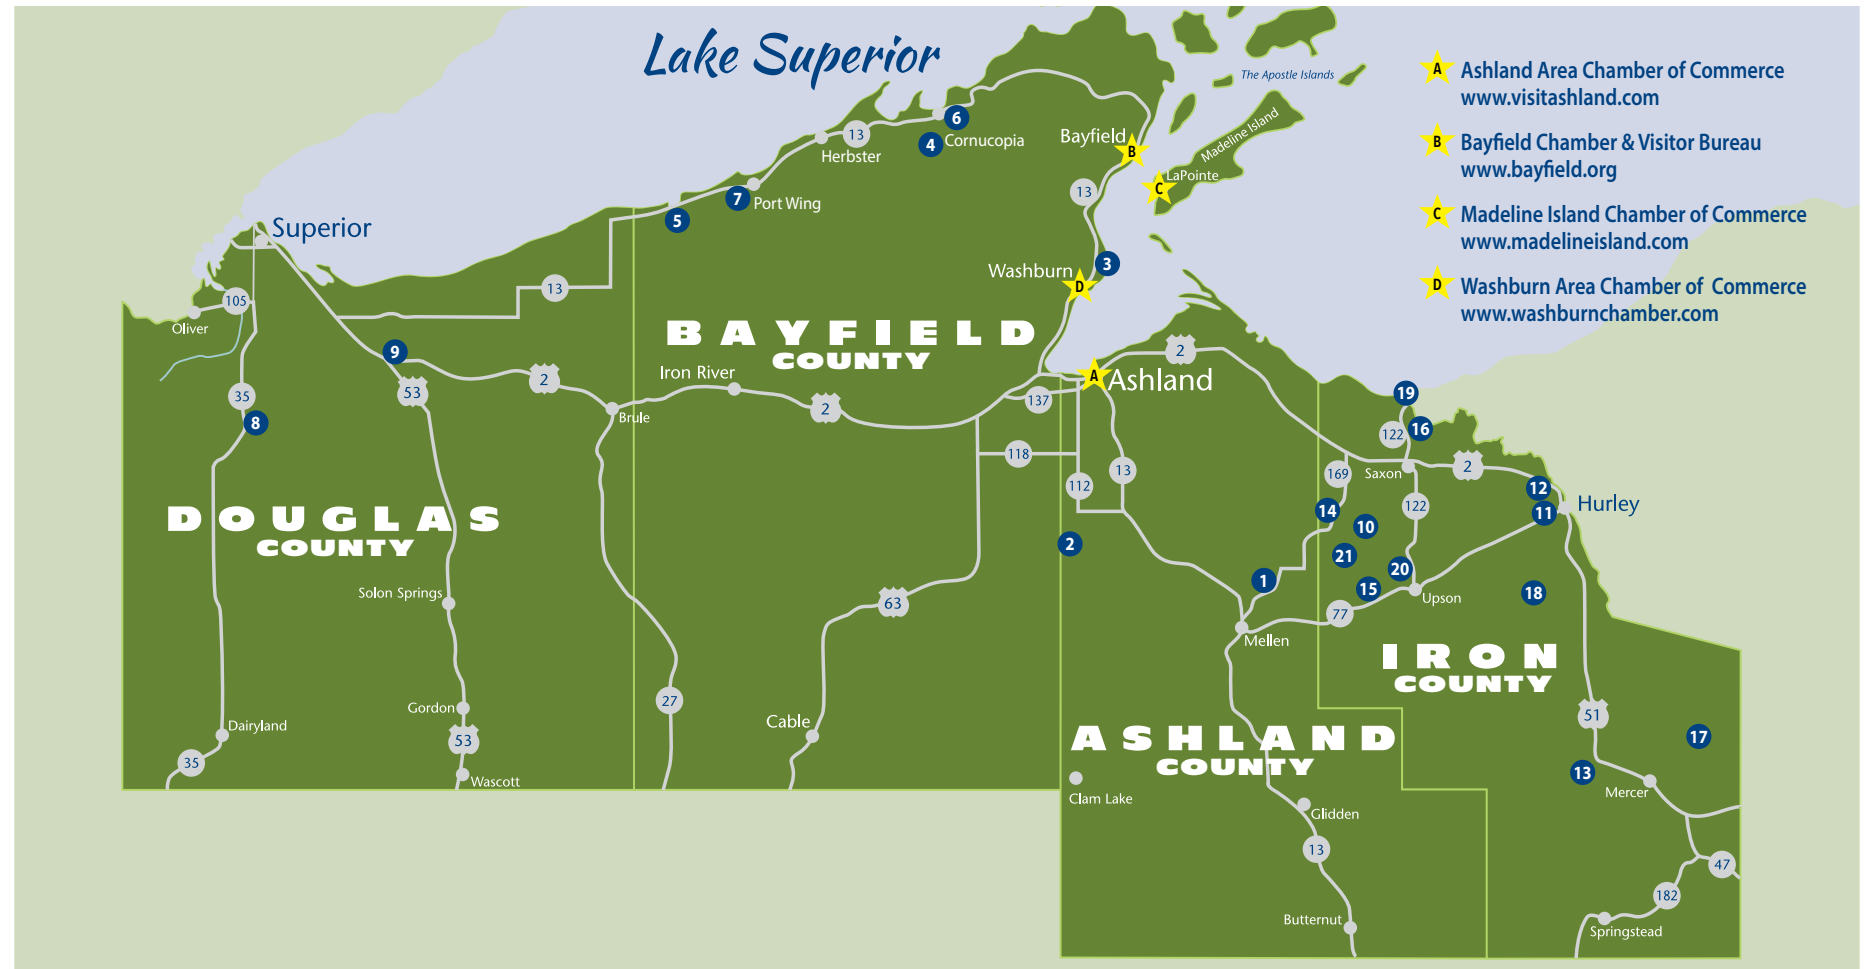 Lake Superior
The Apostle Islands
Madeline Island
A Ashland Area Chamber of Commerce
www.visitashland.com
B Bayfield Chamber & Visitor Bureau
www.bayfield.org
C Madeline Island Chamber of Commerce
www.madelineisland.com
D Washburn Area Chamber of  Commerce
www.washburnchamber.com
6
13
4 Cornucopia
Herbster
Bayfield
B
LaPointe
C
13
7 Port Wing
5
Superior
3
Washburn
D
13
105
Oliver
BAYFIELD
COUNTY
9
2
Iron River
2
53
35
8
Brule
2
A Ashland
137
19
122
16
118
13
112
169
Saxon
2
12
11
Hurley
122
14
10
DOUGLAS
COUNTY
2
21
20
1
15
Upson
18
Solon Springs
63
77
Mellen
IRON
COUNTY
27
Gordon
51
Dairyland
Cable
53
17
ASHLAND
COUNTY
35
Wascott
13
Clam Lake
Mercer
Glidden
13
47
182
Butternut
Springstead